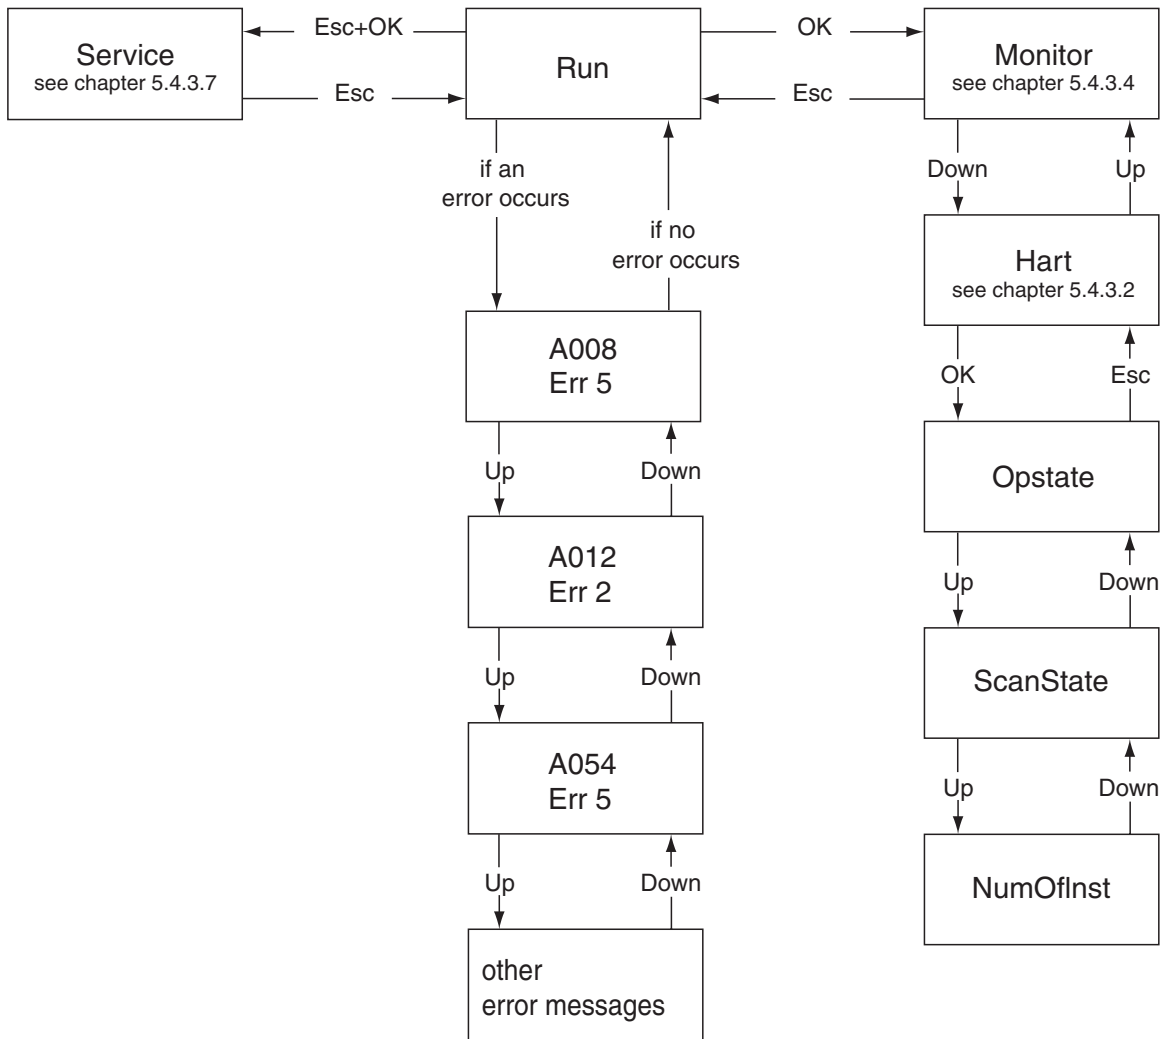 Service
see chapter 5.4.3.7
Esc+OK
Esc
Run
OK
Esc
Monitor
see chapter 5.4.3.4
if an
error occurs
if no
error occurs
Down
Up
Hart
see chapter 5.4.3.2
A008
Err 5
OK
Esc
Up
Down
Opstate
A012
Err 2
Up
Down
Up
Down
ScanState
A054
Err 5
Up
Down
Up
Down
NumOfInst
other
error messages